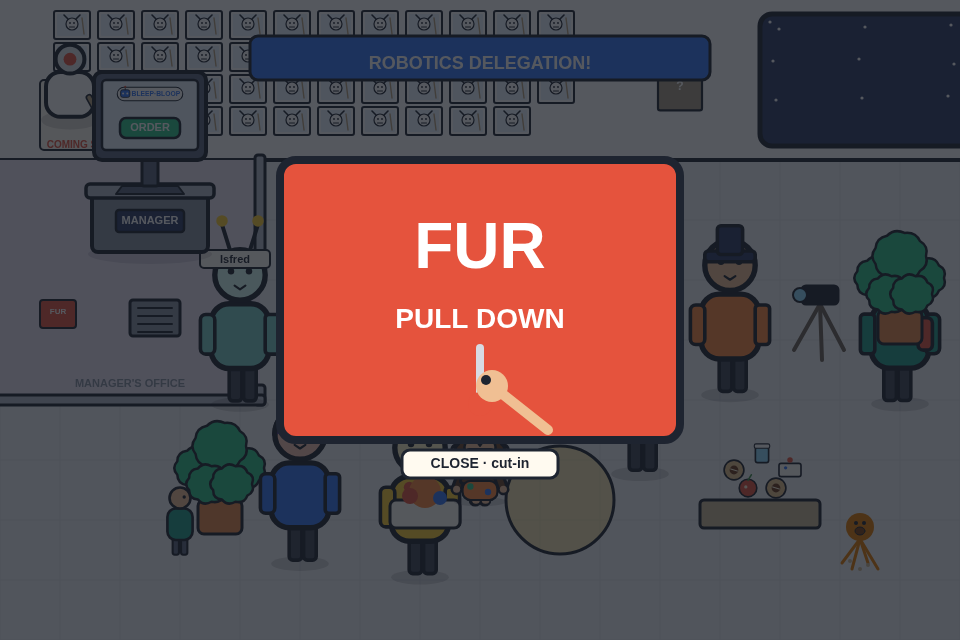 ROBOTICS DELEGATION!
?
BLEEP-BLOOP
ORDER
COMING
MANAGER
Isfred
FUR
MANAGER'S OFFICE
FUR
PULL DOWN
CLOSE · cut-in